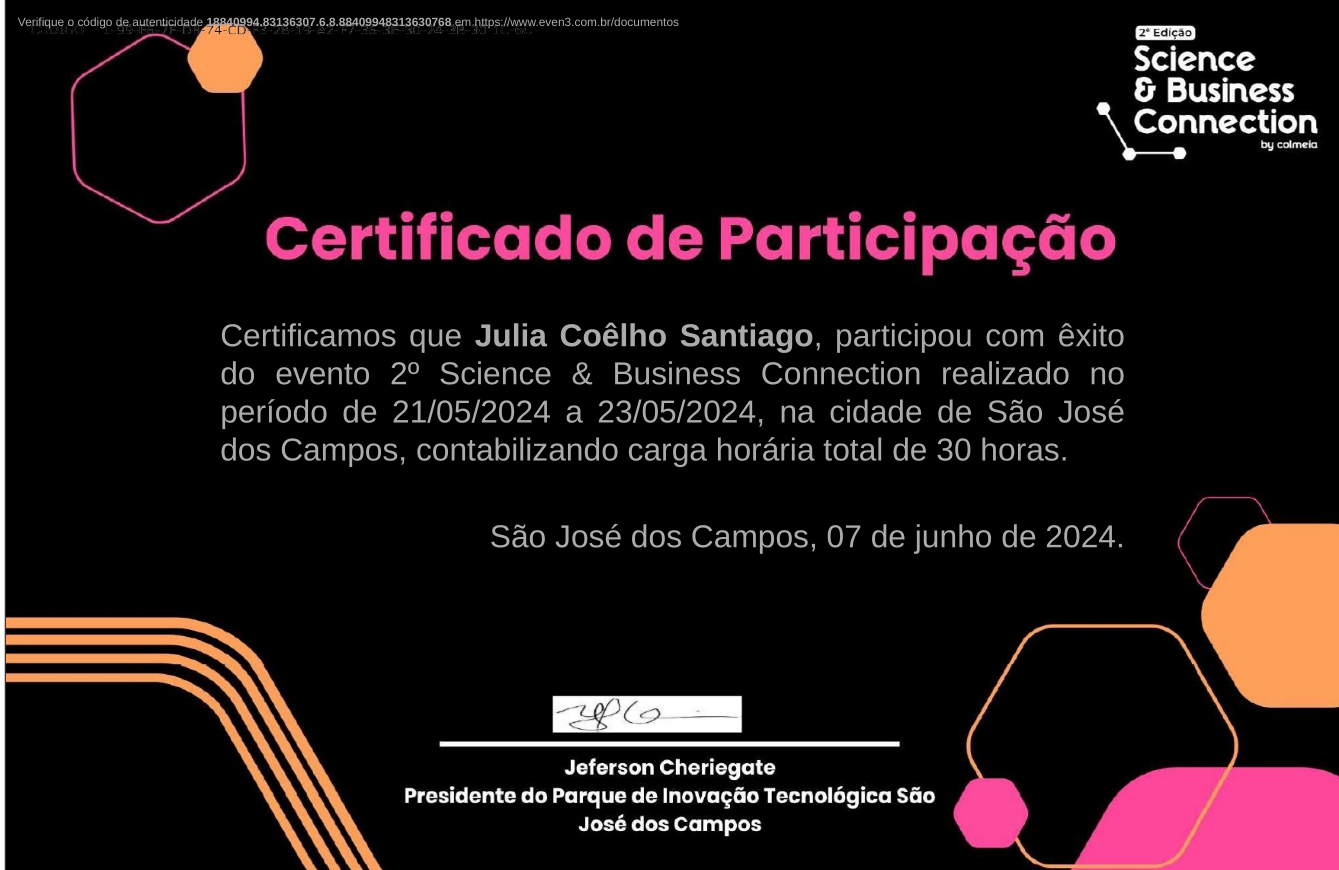 Verifique o código de autenticidade 18840994.83136307.6.8.88409948313630768 em https://www.even3.com.br/documentos
2ª Edição
Science
& Business
Connection
by colmeia
Certificado de Participação
Certificamos que Julia Coêlho Santiago, participou com êxito
do evento 2º Science & Business Connection realizado no
período de 21/05/2024 a 23/05/2024, na cidade de São José
dos Campos, contabilizando carga horária total de 30 horas.
São José dos Campos, 07 de junho de 2024.
Jeferson Cheriegate
Presidente do Parque de Inovação Tecnológica São
José dos Campos